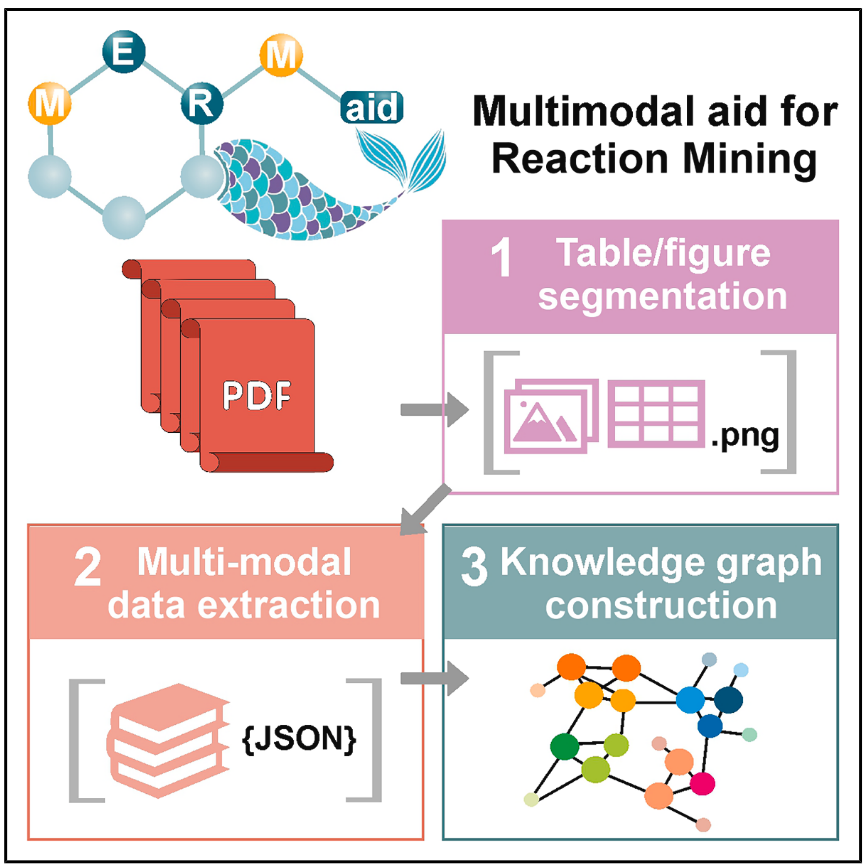 M
E
R
M
aid
Multimodal aid for
Reaction Mining
PDF
1 Table/figure
segmentation
.png
2 Multi-modal
data extraction
{JSON}
3 Knowledge graph
construction